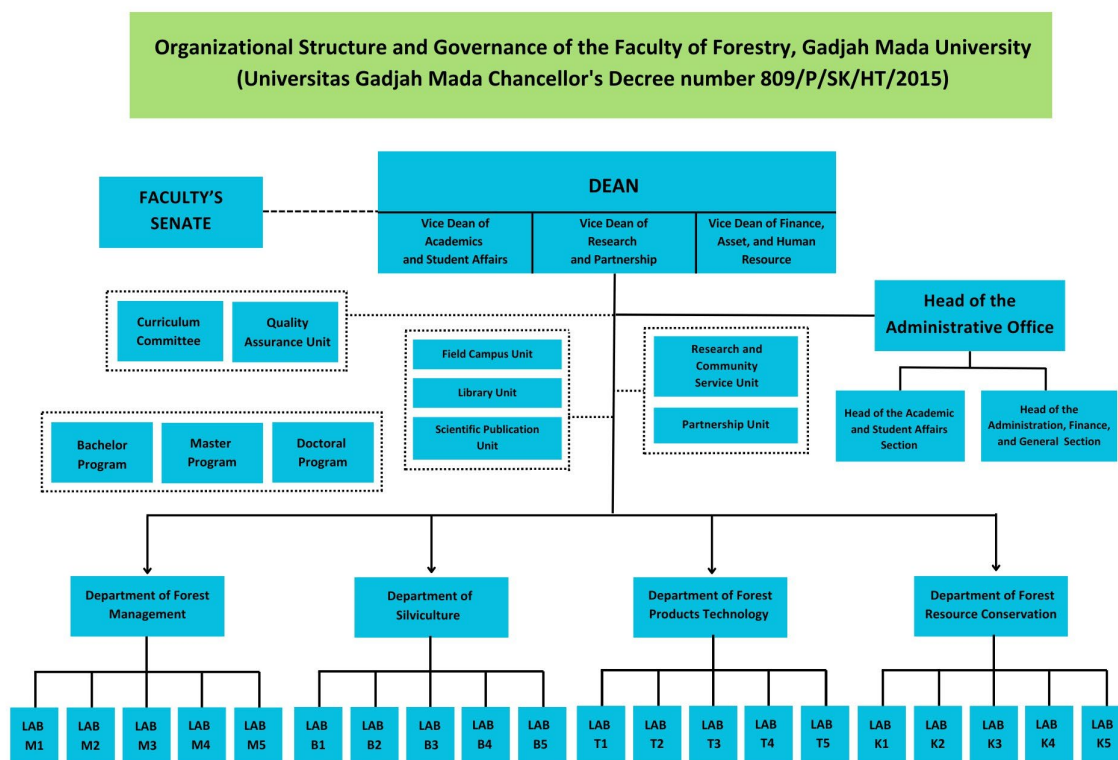 Organizational Structure and Governance of the Faculty of Forestry, Gadjah Mada University
(Universitas Gadjah Mada Chancellor's Decree number 809/P/SK/HT/2015)
FACULTY'S
SENATE
DEAN
Vice Dean of
Academics
and Student Affairs
Vice Dean of
Research
and Partnership
Vice Dean of Finance,
Asset, and Human
Resource
Curriculum
Committee
Quality
Assurance Unit
Head of the
Administrative Office
Field Campus Unit
Library Unit
Scientific Publication
Unit
Research and
Community
Service Unit
Partnership Unit
Head of the Academic
and Student Affairs
Section
Head of the
Administration, Finance,
and General Section
Bachelor
Program
Master
Program
Doctoral
Program
Department of Forest
Management
Department of
Silviculture
Department of Forest
Products Technology
Department of Forest
Resource Conservation
LAB
M1
LAB
M2
LAB
M3
LAB
M4
LAB
M5
LAB
B1
LAB
B2
LAB
B3
LAB
B4
LAB
B5
LAB
T1
LAB
T2
LAB
T3
LAB
T4
LAB
T5
LAB
K1
LAB
K2
LAB
K3
LAB
K4
LAB
K5